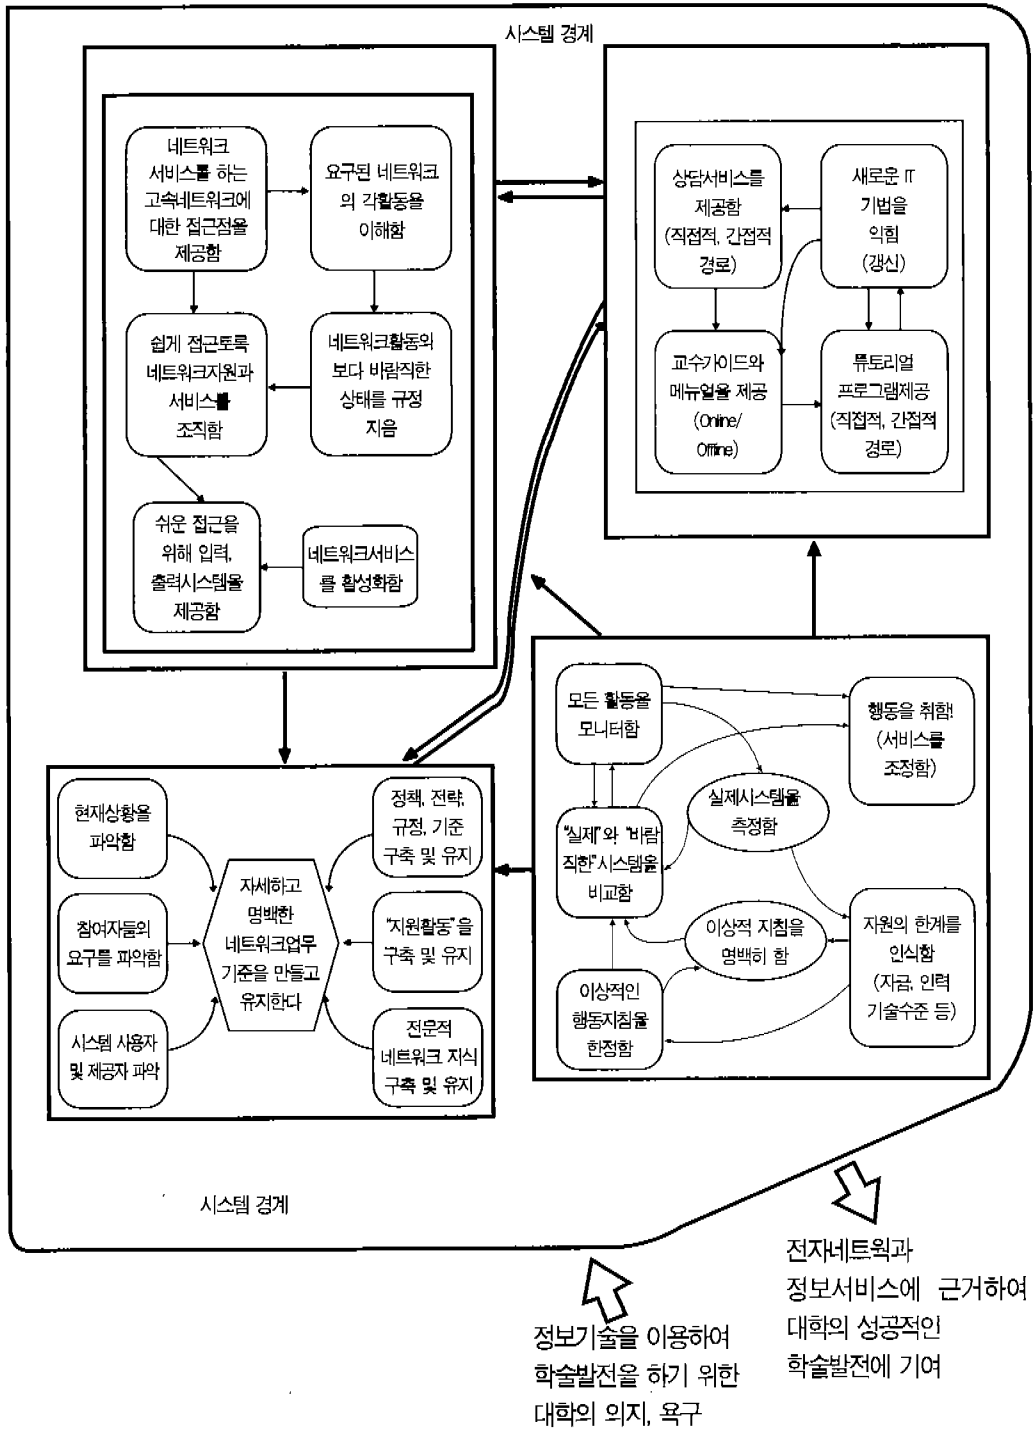 시스템 경계
네트워크
서비스를 하는
고속네트워크에
대한 접근점을
제공함
요구된 네트워크
의 각활동을
이해함
쉽게 접근토록
네트워크지원과
서비스를
조직함
네트워크활동와
보다 바람직한
상태를 규정
지음
쉬운 접근을
위해 입력,
출력시스템을
제공함
네트워크서비스
를 활성화함
상담서비스를
제공함
(직접적, 간접적
경로)
새로운 IT
기법을
익힘
(갱신)
교수가이드와
메뉴얼을 제공
(Online/
Offline)
튜토리얼
프로그램제공
(직접적, 간접적
경로)
현재상황을
파악함
참여자들의
요구를 파악함
시스템 사용자
및 제공자 파악
자세하고
명백한
네트워크업무
기준을 만들고
유지한다
정책, 전략,
규정, 기준
구축 및 유지
"지원활동"을
구축 및 유지
전문적
네트워크 지식
구축 및 유지
모든 활동을
모니터함
행동을 취함!
(서비스를
조정함)
실제시스템을
측정함
"실제"와 "바람
직한"시스템을
비교함
이상적 지침을
명백히 함
자원의 한계를
인식함
(자금, 인력
기술수준 등)
이상적인
행동지침을
한정함
시스템 경계
전자네트웍과
정보서비스에 근거하여
대학의 성공적인
학술발전에 기여
정보기술을 이용하여
학술발전을 하기 위한
대학의 의지, 욕구